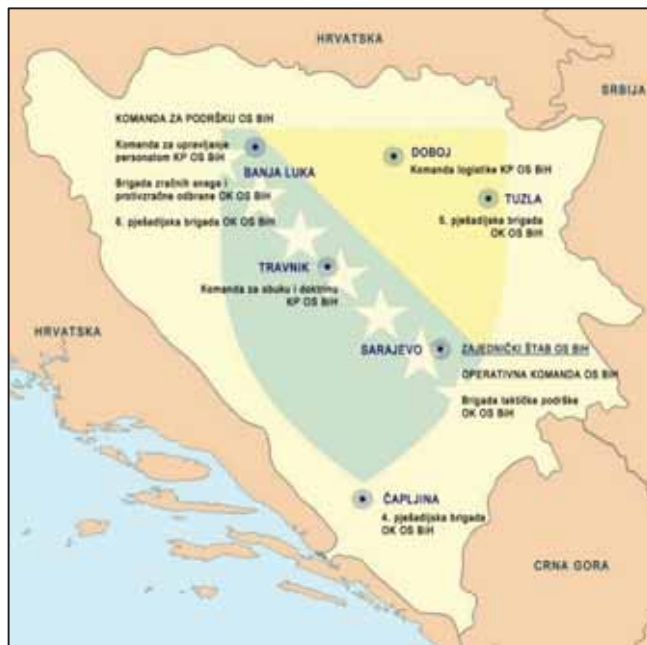 HRVATSKA
SRBIJA
KOMANDA ZA PODRŠKU OS BIH
Komanda za upravljanje
personalom KP OS BIH
BANJA LUKA
Brigada zračnih snaga i
protivzračne odbrane OK OS BIH
6. pješadijska brigada OK OS BIH
DOBOJ
Komanda logistike KP OS BIH
TUZLA
5. pješadijska brigada
OK OS BIH
TRAVNIK
Komanda za obuku i doktrinu
KP OS BIH
HRVATSKA
SARAJEVO
ZAJEDNIČKI ŠTAB OS BIH
OPERATIVNA KOMANDA OS BIH
Brigada taktičke podrške
OK OS BIH
ČAPLJINA
4. pješadijska brigada
OK OS BIH
CRNA GORA